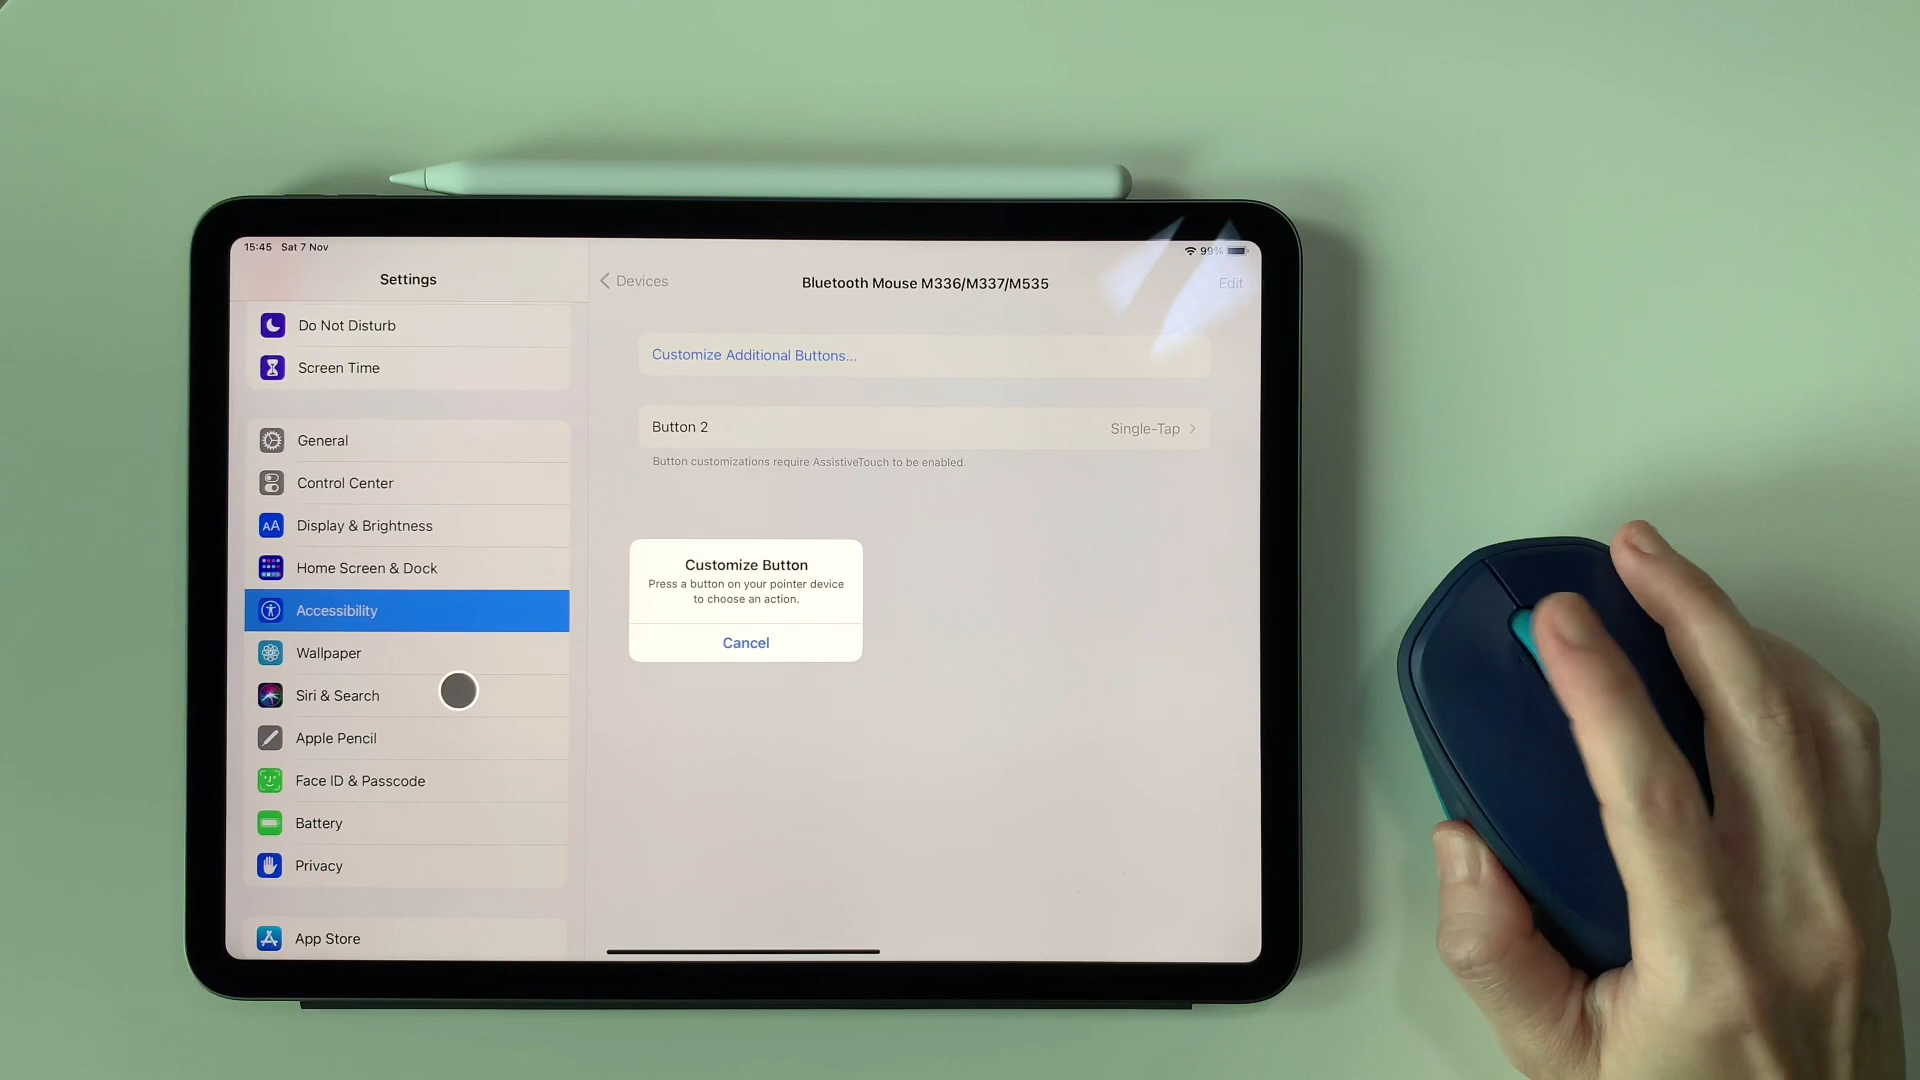 15:45 Sat 7 Nov
99%
Settings
Do Not Disturb
Screen Time
General
Control Center
AA
Display & Brightness
Home Screen & Dock
Accessibility
Wallpaper
Siri & Search
Apple Pencil
Face ID & Passcode
Battery
Privacy
App Store
Devices
Bluetooth Mouse M336/M337/M535
Edit
Customize Additional Buttons...
Button 2
Single-Tap
Button customizations require AssistiveTouch to be enabled.
Customize Button
Press a button on your pointer device
to choose an action.
Cancel